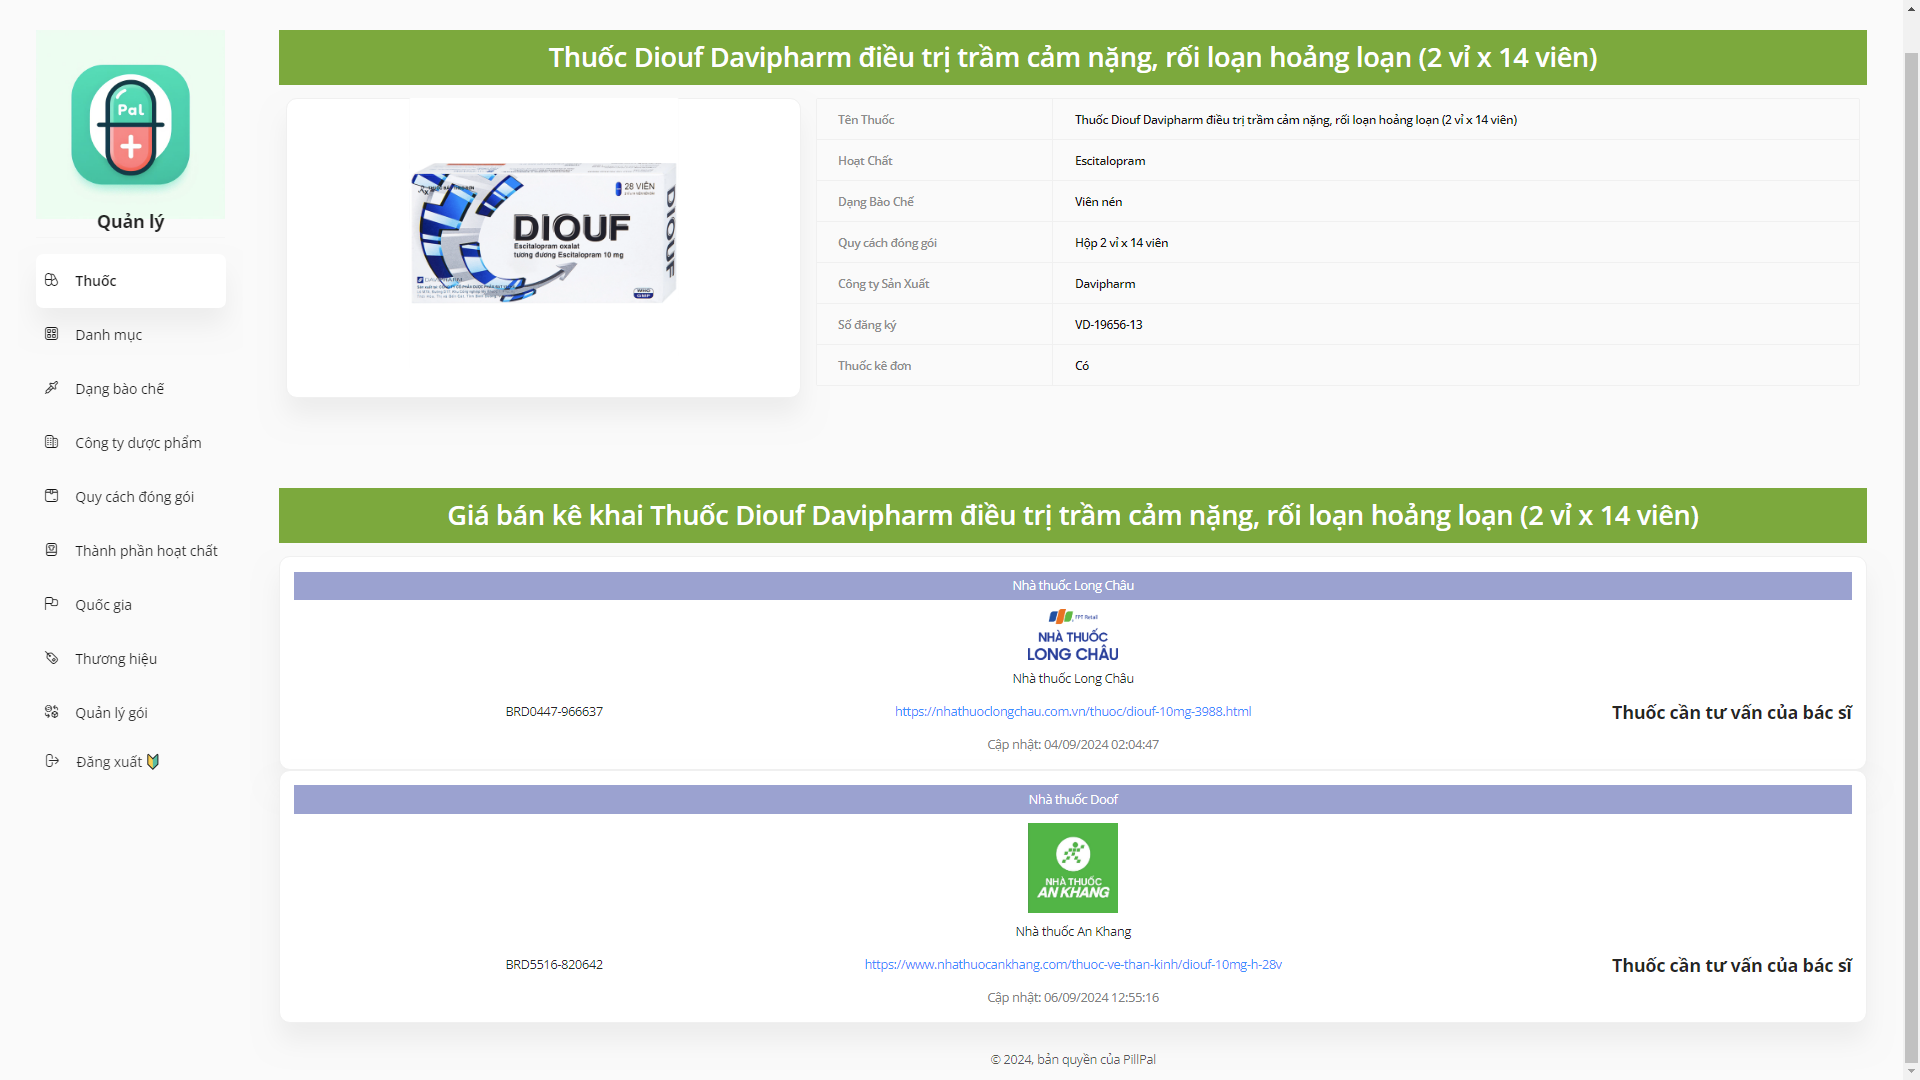 Pal
Quản lý
Thuốc
Danh mục
Dạng bào chế
Công ty dược phẩm
Quy cách đóng gói
Thành phần hoạt chất
Quốc gia
Thương hiệu
Quản lý gói
Đăng xuất
Thuốc Diouf Davipharm điều trị trầm cảm nặng, rối loạn hoảng loạn (2 vỉ x 14 viên)
28 VIÊN
DIOUF
Escitalopram oxalat
tương đương Escitalopram 10 mg
DIOUF
WHO
GMP
Tên Thuốc Thuốc Diouf Davipharm điều trị trầm cảm nặng, rối loạn hoảng loạn (2 vỉ x 14 viên)
Hoạt Chất Escitalopram
Dạng Bào Chế Viên nén
Quy cách đóng gói Hộp 2 vỉ x 14 viên
Công ty Sản Xuất Davipharm
Số đăng ký VD-19656-13
Thuốc kê đơn Có
Giá bán kê khai Thuốc Diouf Davipharm điều trị trầm cảm nặng, rối loạn hoảng loạn (2 vỉ x 14 viên)
Nhà thuốc Long Châu
FPT Retail
NHÀ THUỐC
LONG CHÂU
Nhà thuốc Long Châu
BRD0447-966637 https://nhathuoclongchau.com.vn/thuoc/diouf-10mg-3988.html Thuốc cần tư vấn của bác sĩ
Cập nhật: 04/09/2024 02:04:47
Nhà thuốc Doof
NHÀ THUỐC
AN KHANG
Nhà thuốc An Khang
BRD5516-820642 https://www.nhathuocankhang.com/thuoc-ve-than-kinh/diouf-10mg-h-28v Thuốc cần tư vấn của bác sĩ
Cập nhật: 06/09/2024 12:55:16
© 2024, bản quyền của PillPal